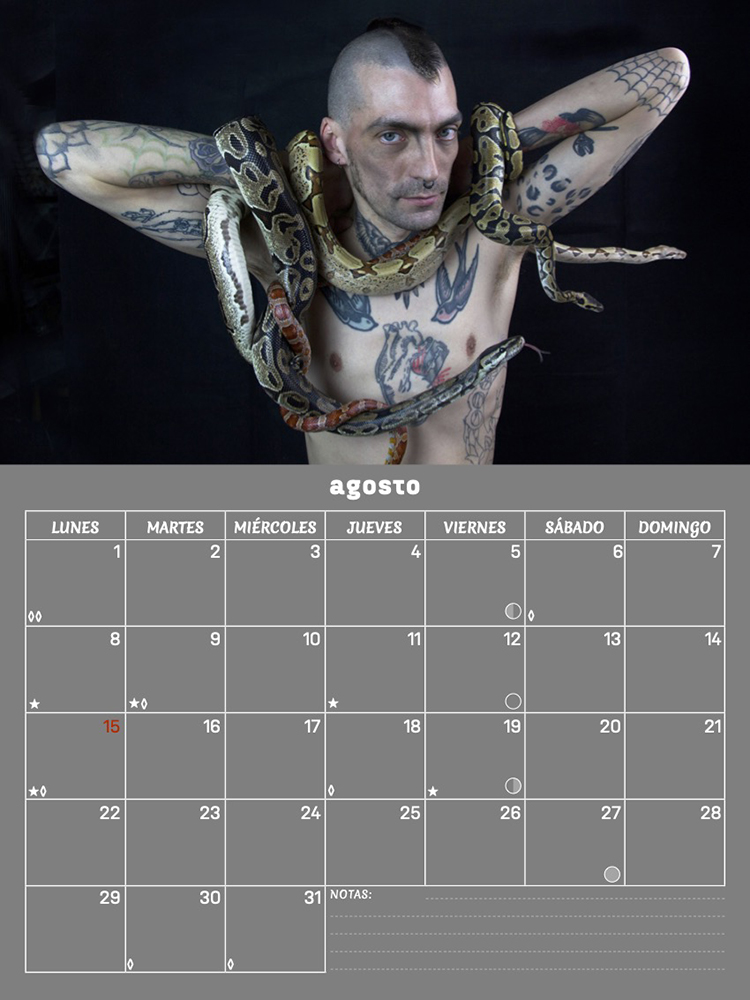 agosto
LUNES MARTES MIÉRCOLES JUEVES VIERNES SÁBADO DOMINGO
1 2 3 4 5 6 7
8 9 10 11 12 13 14
15 16 17 18 19 20 21
22 23 24 25 26 27 28
29 30 31 NOTAS: